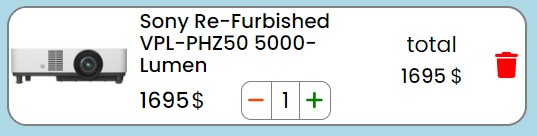 Sony Re-Furbished
VPL-PHZ50 5000-
Lumen
1695 $
− 1 +
total
1695 $